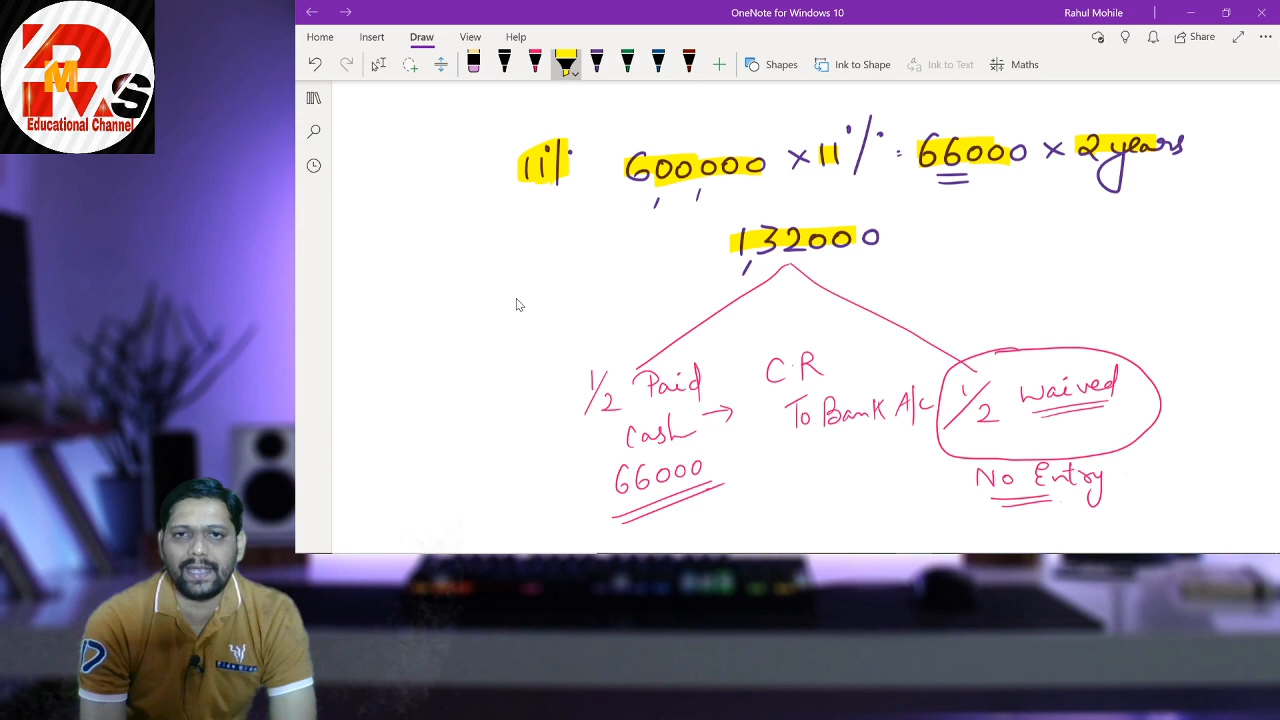 OneNote for Windows 10
Rahul Mohile
Home Insert Draw View Help Share
Shapes Ink to Shape Ink to Text Maths
R M S
Educational Channel
11% 600000 × 11% = 66000 × 2 years
1,32000
1/2 Paid C.R 1/2 waived
cash → To Bank A/c
66000 No Entry